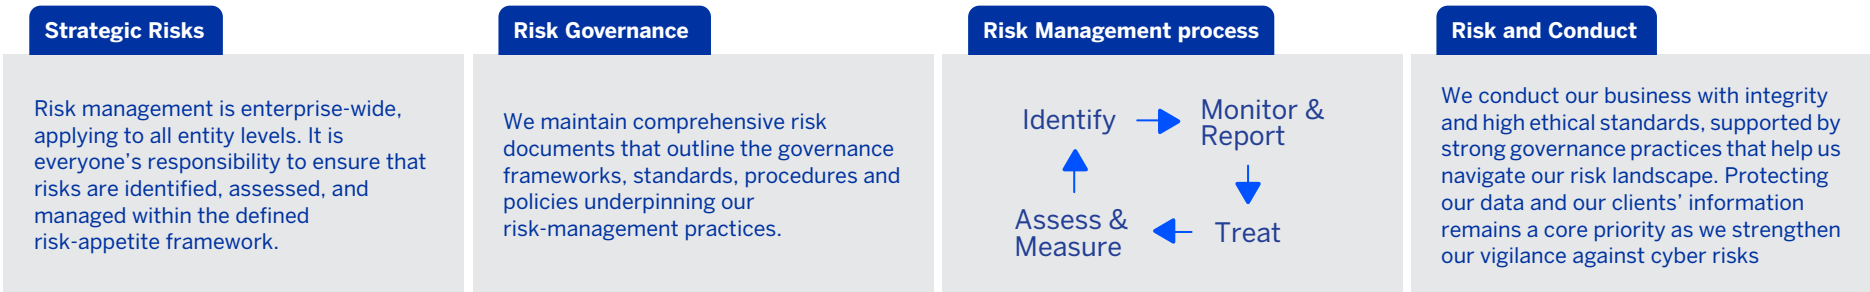 Strategic Risks
Risk management is enterprise-wide,
applying to all entity levels. It is
everyone’s responsibility to ensure that
risks are identified, assessed, and
managed within the defined
risk-appetite framework.
Risk Governance
We maintain comprehensive risk
documents that outline the governance
frameworks, standards, procedures and
policies underpinning our
risk-management practices.
Risk Management process
Identify
Monitor &
Report
Treat
Assess &
Measure
Risk and Conduct
We conduct our business with integrity
and high ethical standards, supported by
strong governance practices that help us
navigate our risk landscape. Protecting
our data and our clients’ information
remains a core priority as we strengthen
our vigilance against cyber risks